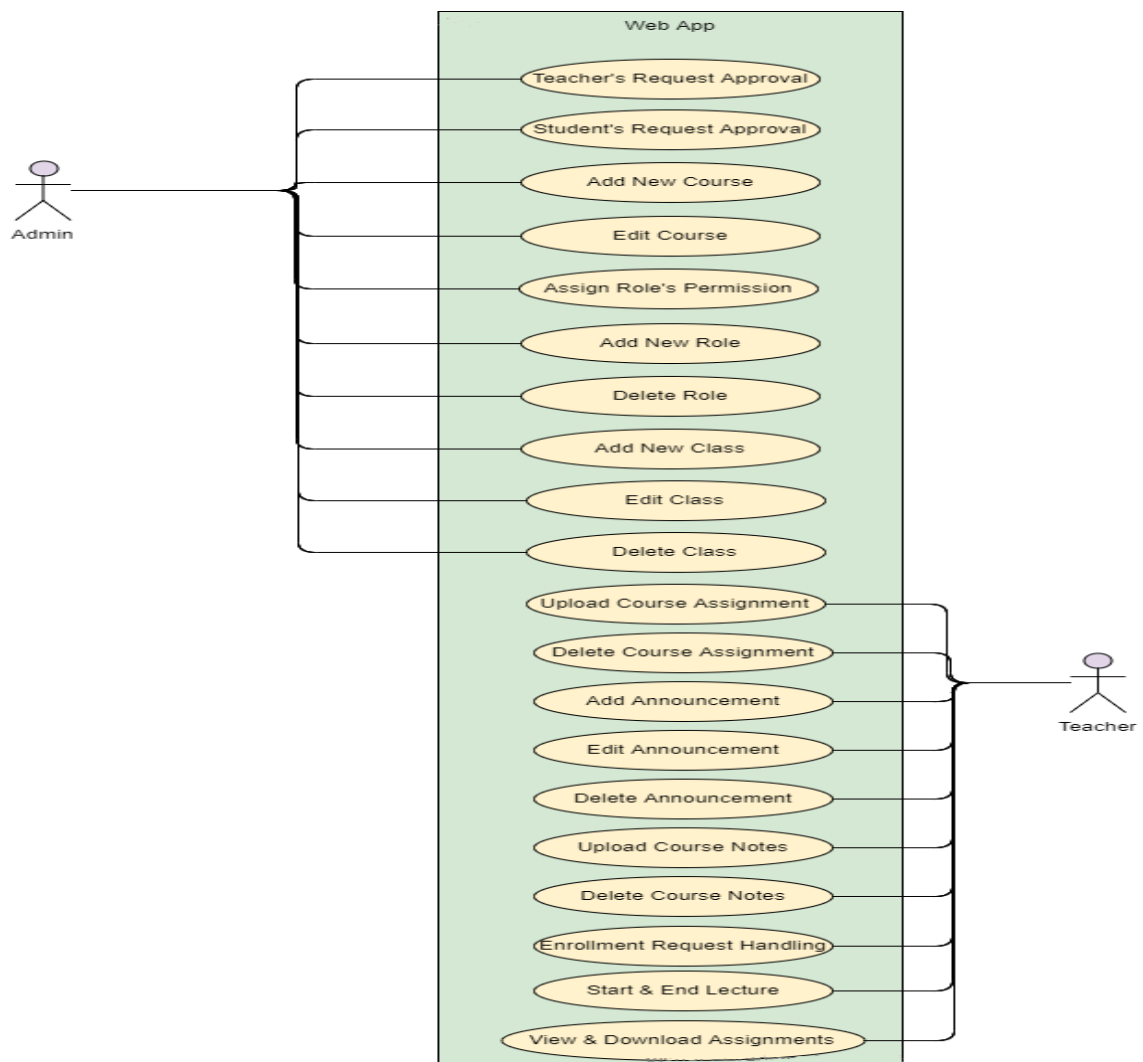 Web App
Teacher's Request Approval
Student's Request Approval
Add New Course
Admin
Edit Course
Assign Role's Permission
Add New Role
Delete Role
Add New Class
Edit Class
Delete Class
Upload Course Assignment
Delete Course Assignment
Add Announcement
Teacher
Edit Announcement
Delete Announcement
Upload Course Notes
Delete Course Notes
Enrollment Request Handling
Start & End Lecture
View & Download Assignments